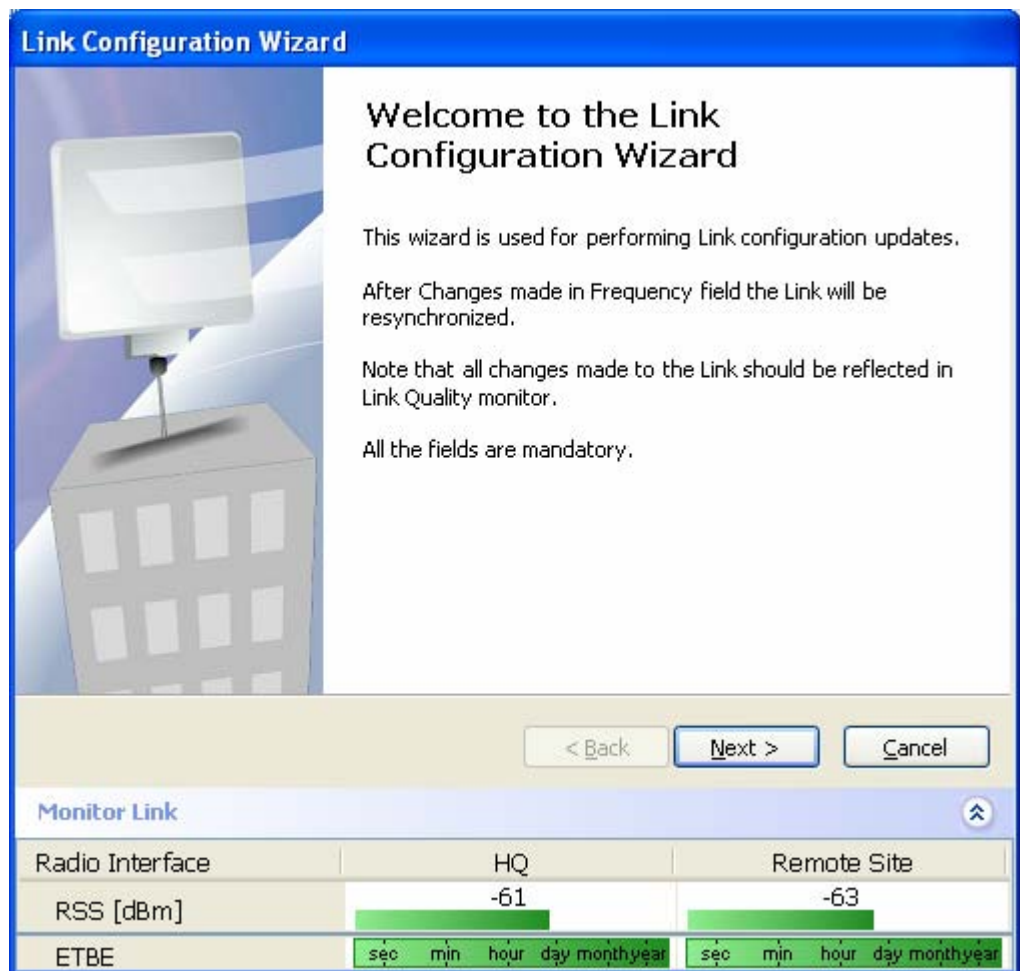 Link Configuration Wizard
Welcome to the Link
Configuration Wizard
This wizard is used for performing Link configuration updates.
After Changes made in Frequency field the Link will be
resynchronized.
Note that all changes made to the Link should be reflected in
Link Quality monitor.
All the fields are mandatory.
< Back Next > Cancel
Monitor Link
Radio Interface HQ Remote Site
RSS [dBm] -61 -63
ETBE sec min hour day month year sec min hour day month year